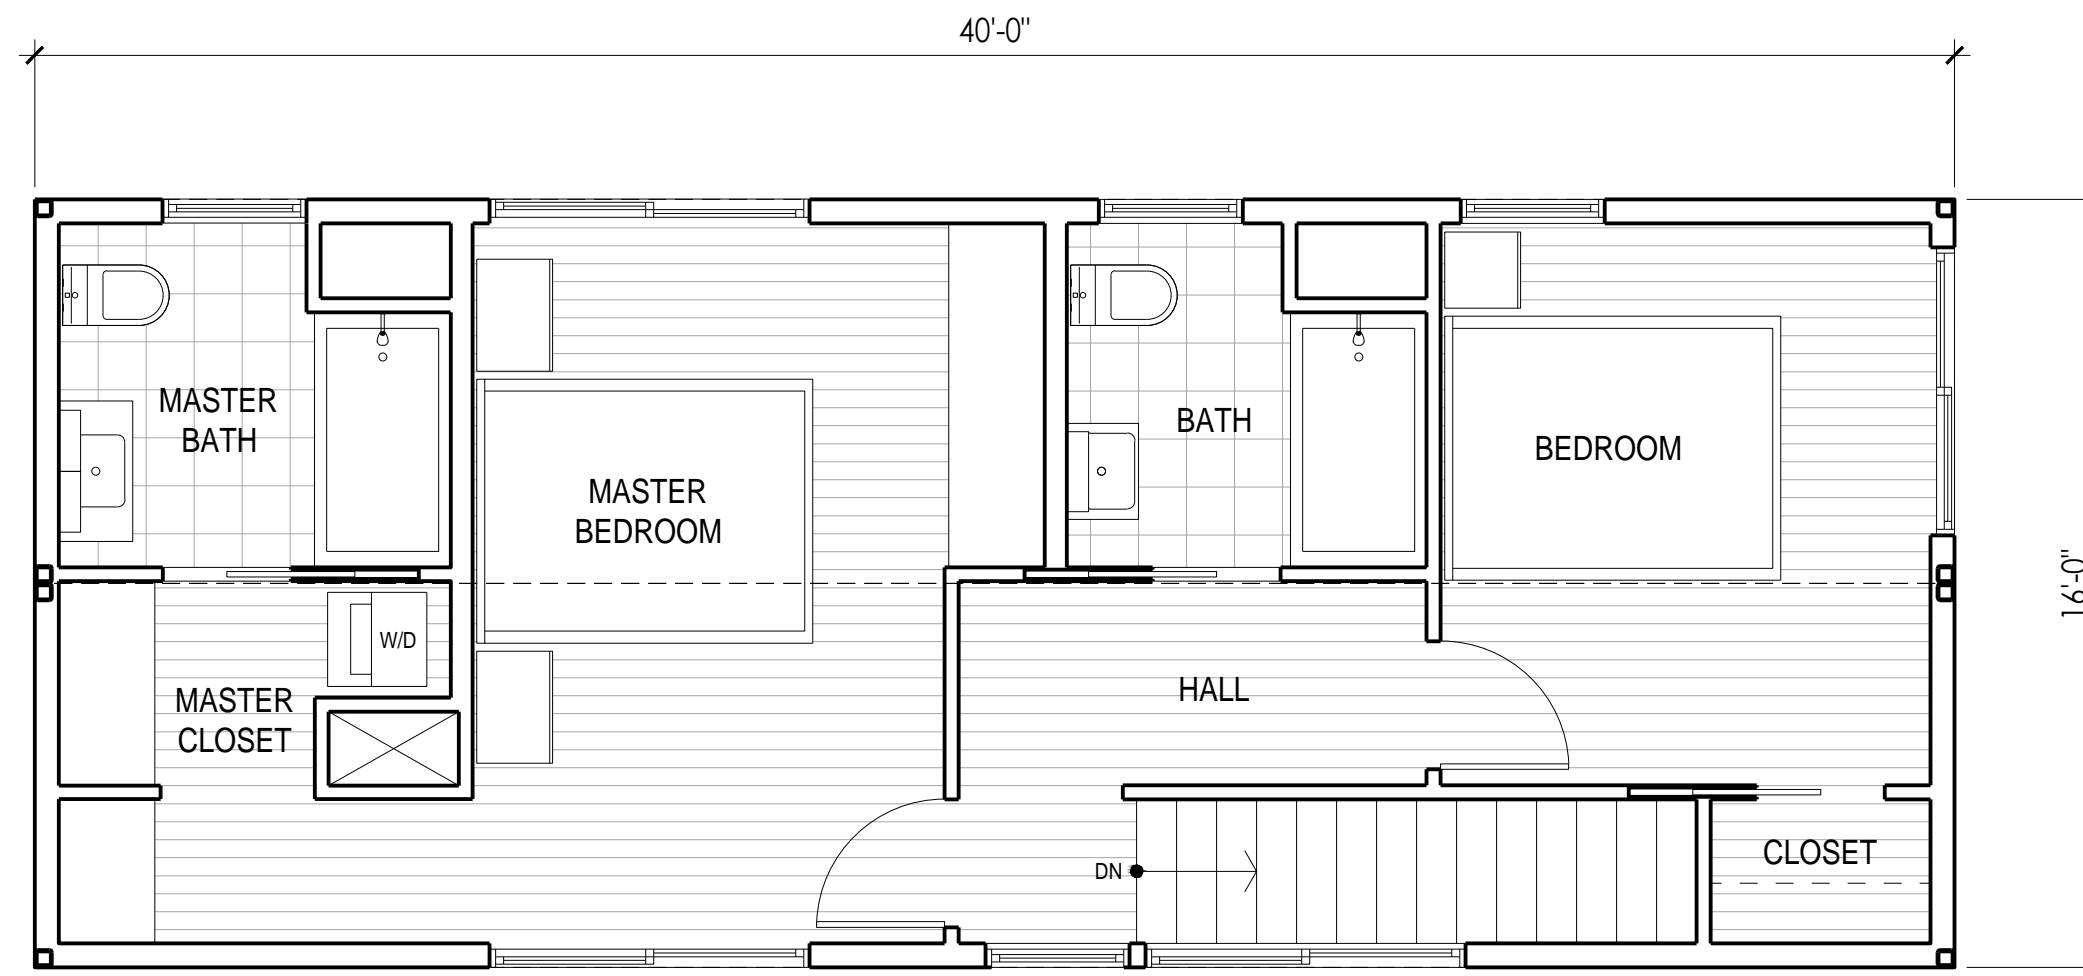 40'-0"
MASTER
BATH
MASTER
BEDROOM
BATH
BEDROOM
16'-0"
W/D
MASTER
CLOSET
HALL
CLOSET
DN